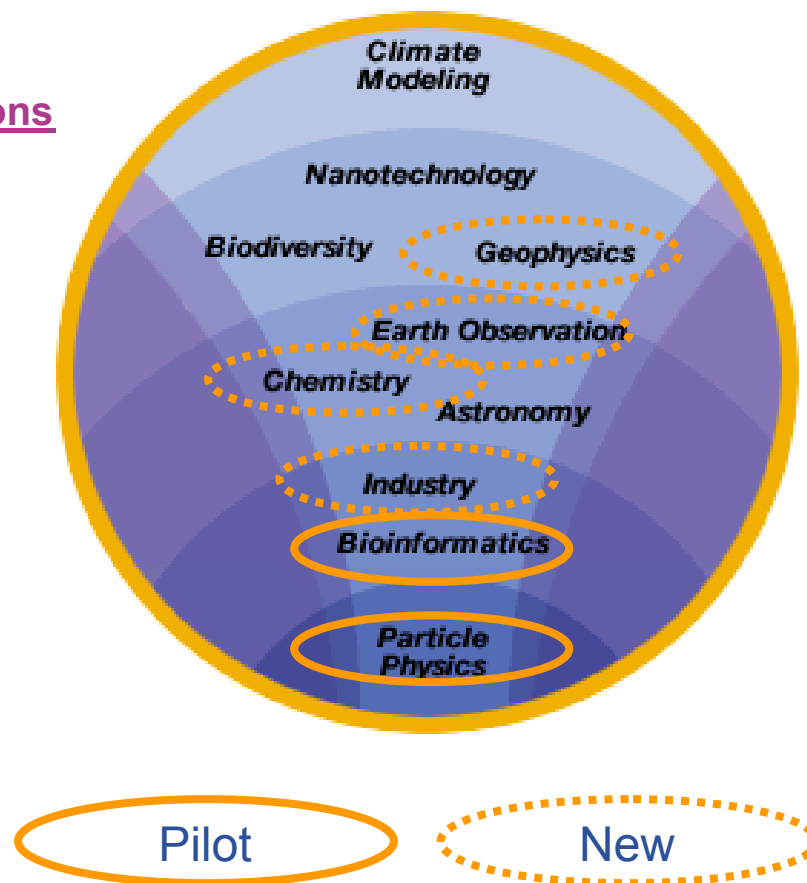 Climate
Modeling
ons
Nanotechnology
Biodiversity Geophysics
Earth Observation
Chemistry
Astronomy
Industry
Bioinformatics
Particle
Physics
Pilot New